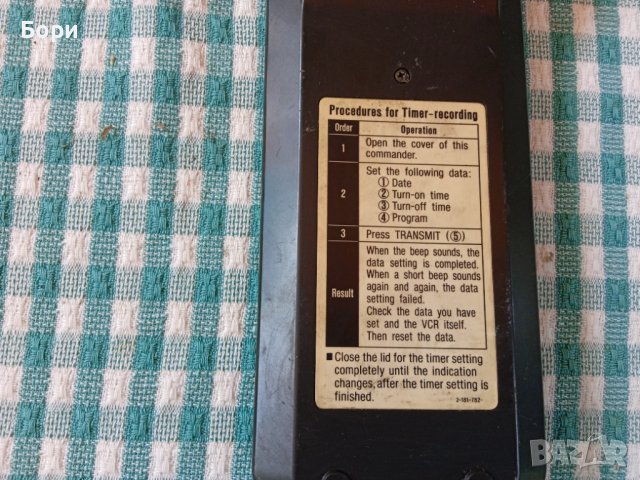 Бори
Procedures for Timer-recording
Order Operation
1 Open the cover of this
commander.
2 Set the following data:
① Date
② Turn-on time
③ Turn-off time
④ Program
3 Press TRANSMIT (⑤)
Result When the beep sounds, the
data setting is completed.
When a short beep sounds
again and again, the data
setting failed.
Check the data you have
set and the VCR itself.
Then reset the data.
■ Close the lid for the timer setting
completely until the indication
changes, after the timer setting is
finished.
2-181-782-
BAZAR